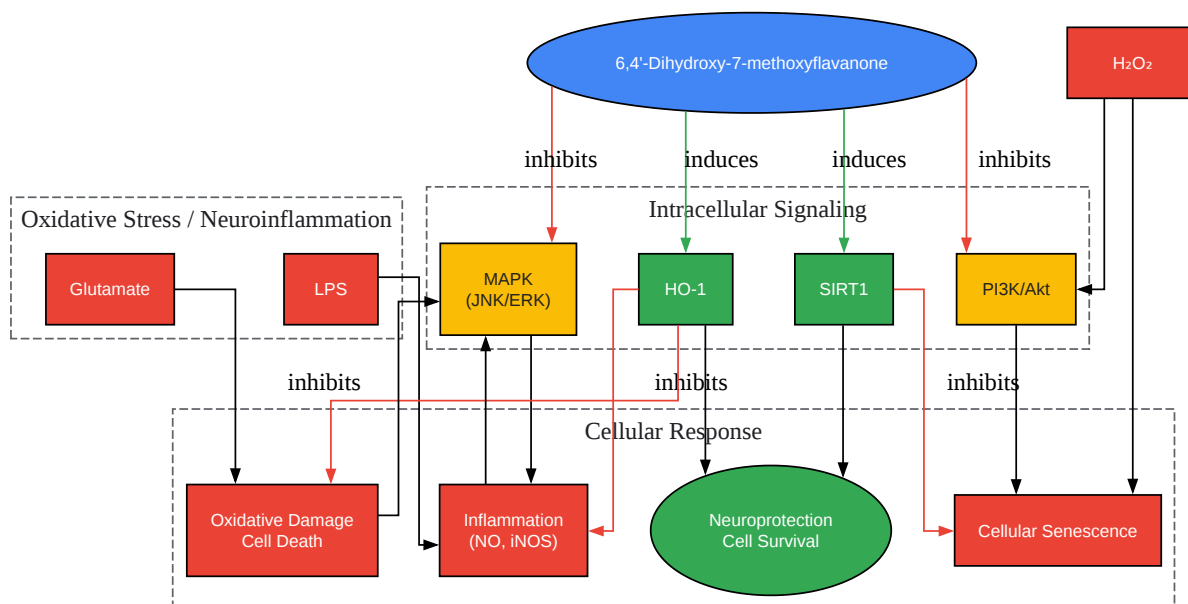 6,4'-Dihydroxy-7-methoxyflavanone
H₂O₂
inhibits
induces
induces
inhibits
Oxidative Stress / Neuroinflammation
Intracellular Signaling
Glutamate
LPS
MAPK
(JNK/ERK)
HO-1
SIRT1
PI3K/Akt
inhibits
inhibits
inhibits
Cellular Response
Oxidative Damage
Cell Death
Inflammation
(NO, iNOS)
Neuroprotection
Cell Survival
Cellular Senescence